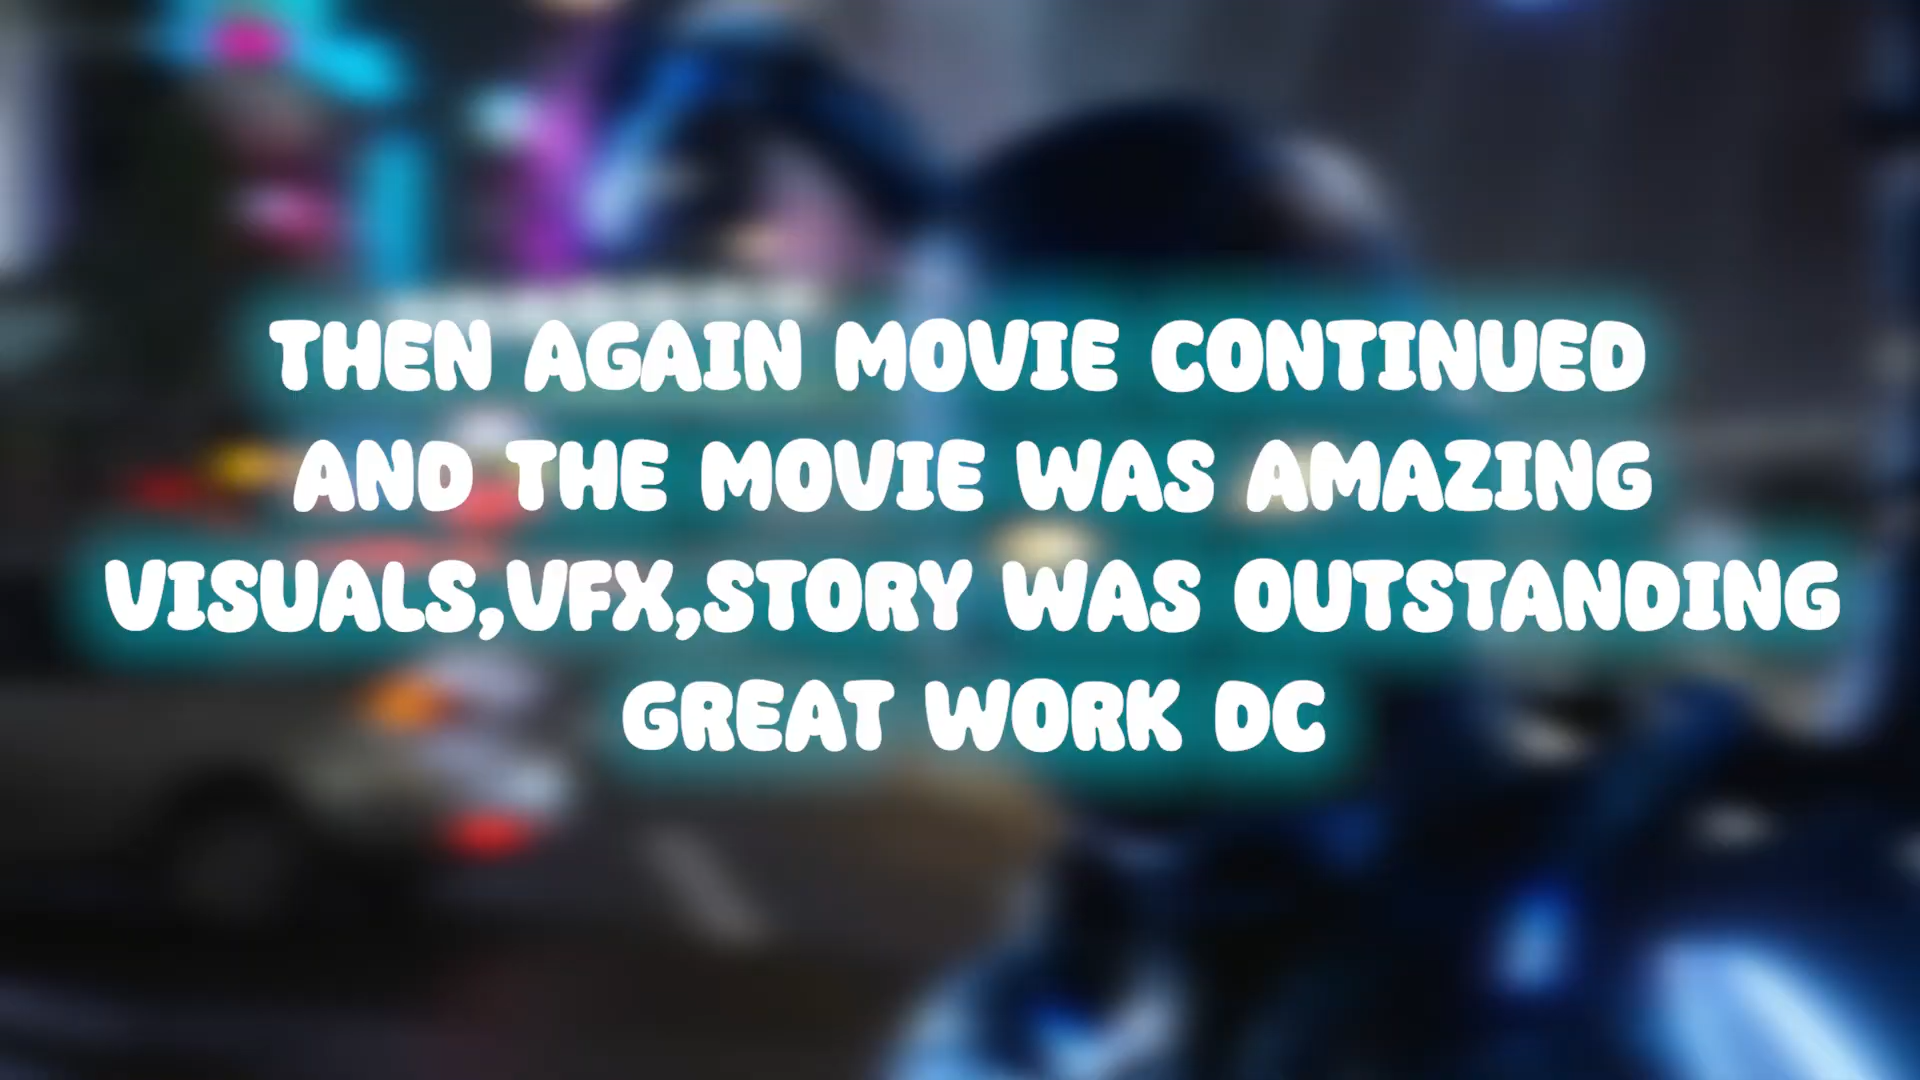 THEN AGAIN MOVIE CONTINUED
AND THE MOVIE WAS AMAZING
VISUALS,VFX,STORY WAS OUTSTANDING
GREAT WORK DC